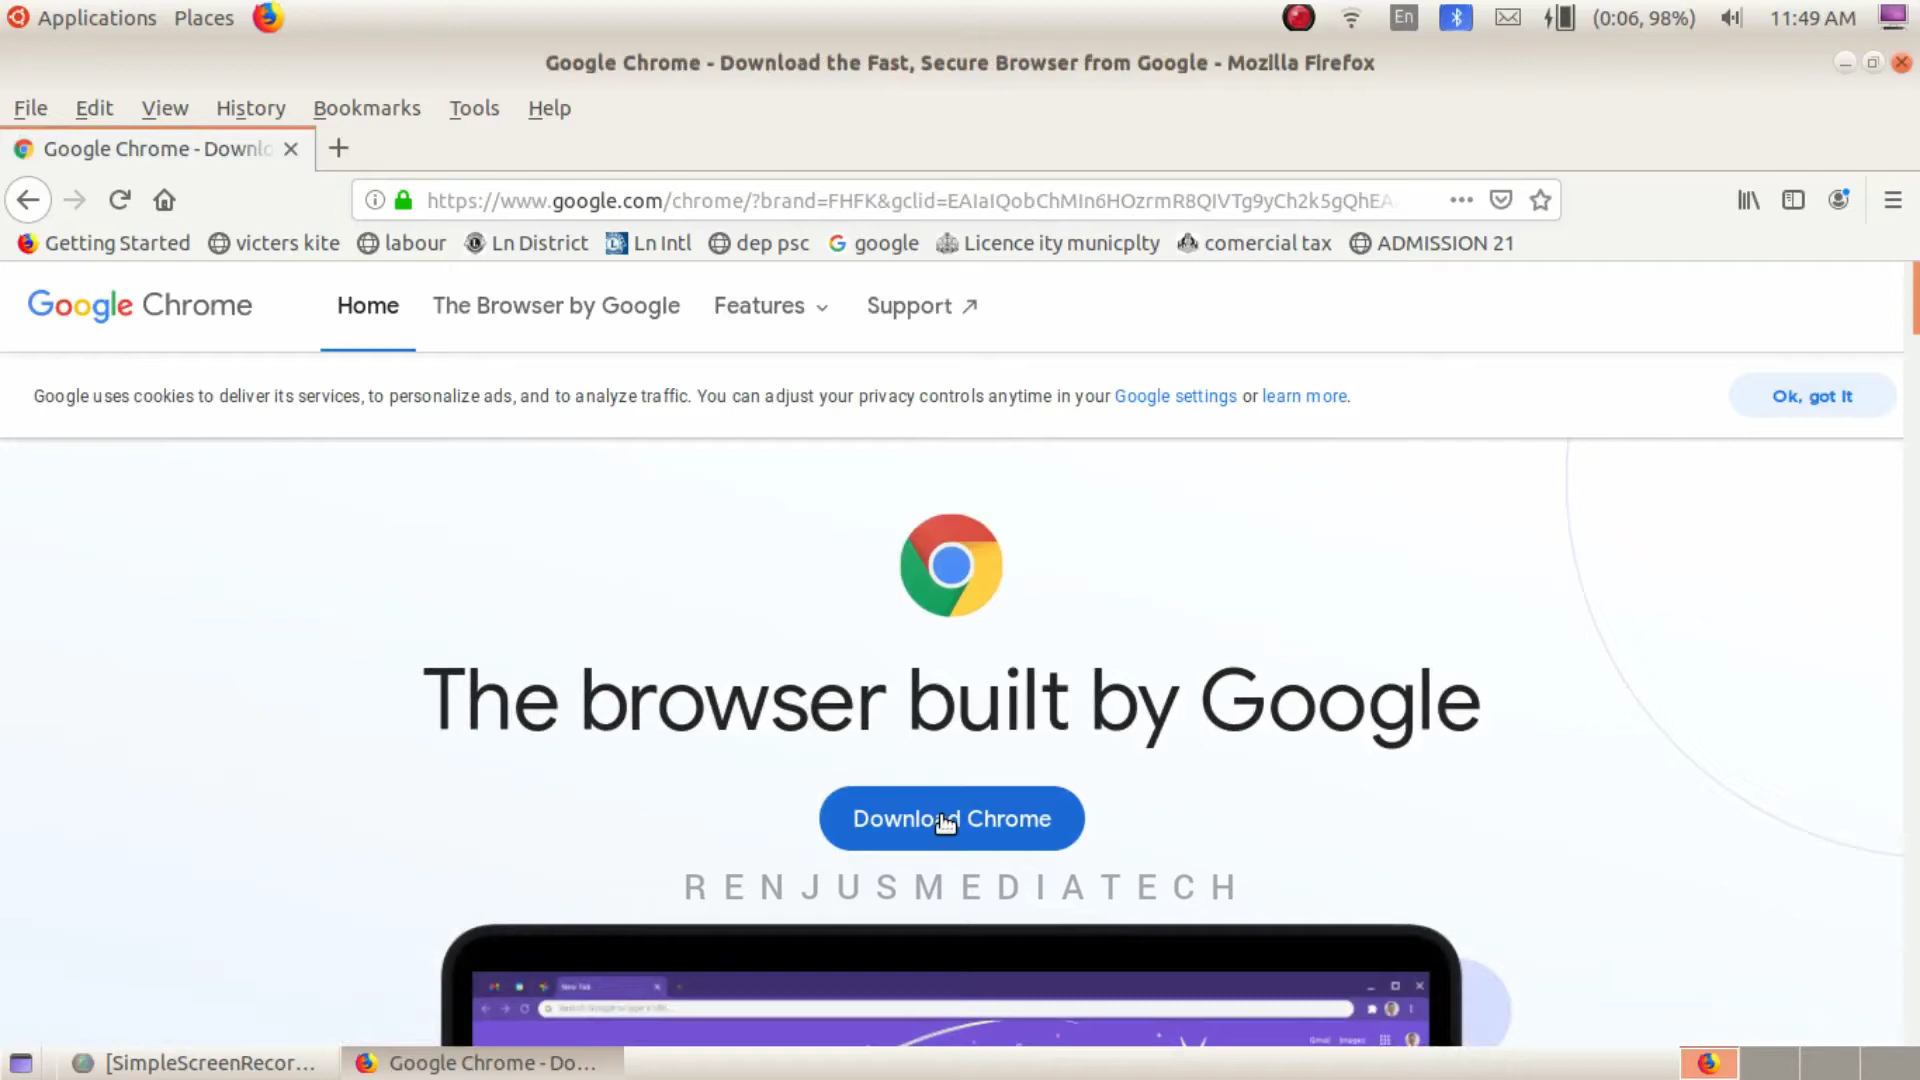 Applications Places
En (0:06, 98%) 11:49 AM
Google Chrome - Download the Fast, Secure Browser from Google - Mozilla Firefox
File Edit View History Bookmarks Tools Help
Google Chrome - Downlo
https://www.google.com/chrome/?brand=FHFK&gclid=EAIaIQobChMIn6HOzrmR8QIVTg9yCh2k5gQhEA
Getting Started victers kite labour Ln District Ln Intl dep psc google Licence ity municplty comercial tax ADMISSION 21
Google Chrome Home The Browser by Google Features Support
Google uses cookies to deliver its services, to personalize ads, and to analyze traffic. You can adjust your privacy controls anytime in your Google settings or learn more. Ok, got it
The browser built by Google
Download Chrome
RENJUSMEDIATECH
New Tab
Gmail Images
[SimpleScreenRecor... Google Chrome - Do...